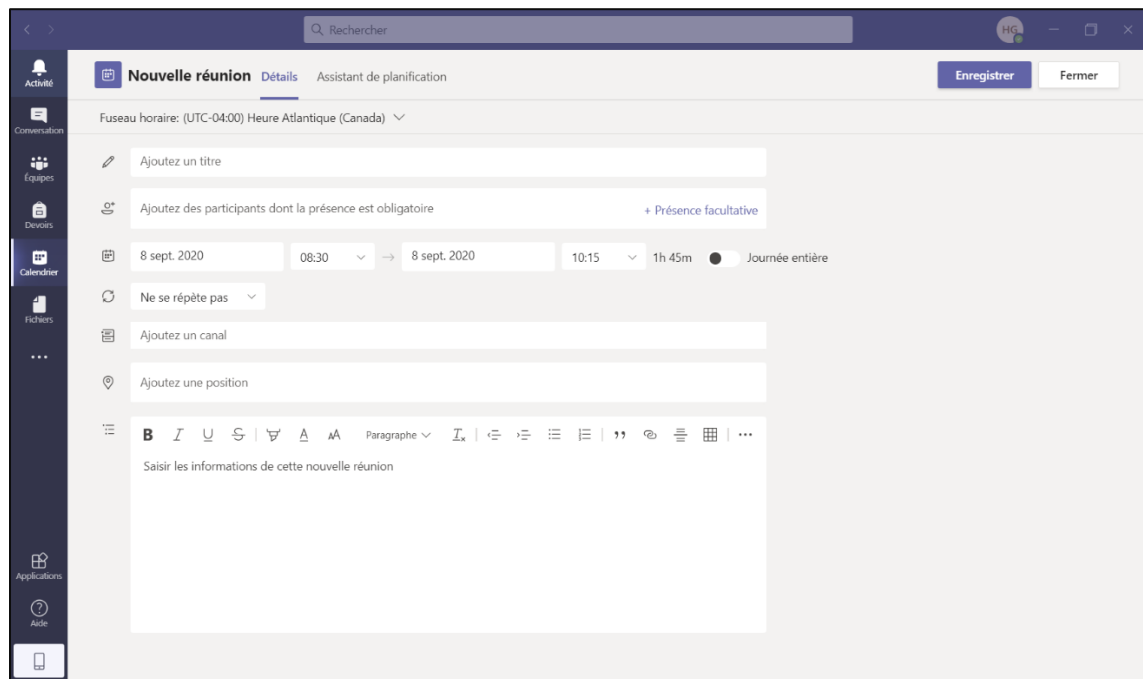 Rechercher
HG
Activité
Conversation
Équipes
Devoirs
Calendrier
Fichiers
Applications
Aide
Nouvelle réunion Détails Assistant de planification Enregistrer Fermer
Fuseau horaire: (UTC-04:00) Heure Atlantique (Canada)
Ajoutez un titre
Ajoutez des participants dont la présence est obligatoire + Présence facultative
8 sept. 2020 08:30 → 8 sept. 2020 10:15 1h 45m Journée entière
Ne se répète pas
Ajoutez un canal
Ajoutez une position
B I U S A AA Paragraphe Ix
Saisir les informations de cette nouvelle réunion